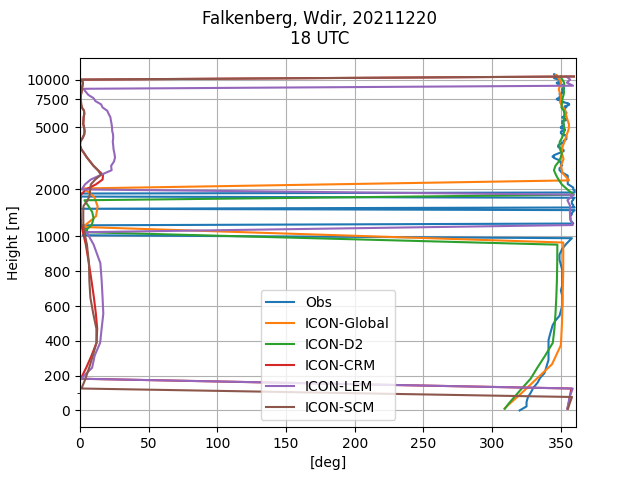 Falkenberg, Wdir, 20211220
18 UTC
10000
7500
5000
2000
1000
800
600
400
200
0
Height [m]
Obs
ICON-Global
ICON-D2
ICON-CRM
ICON-LEM
ICON-SCM
0 50 100 150 200 250 300 350
[deg]